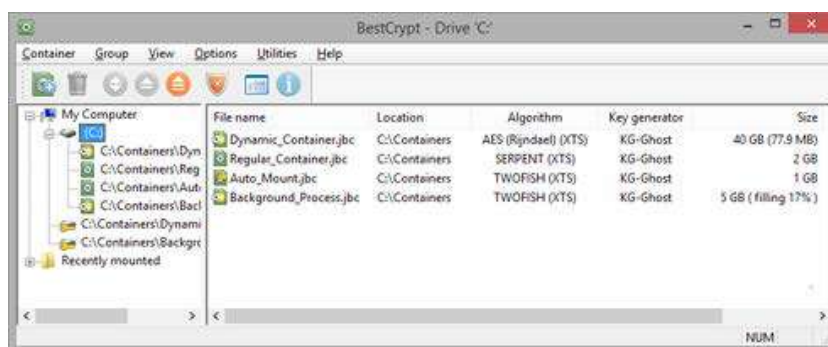 BestCrypt - Drive 'C:'
Container Group View Options Utilities Help
My Computer
(C:)
C:\Containers\Dyn
C:\Containers\Reg
C:\Containers\Aut
C:\Containers\Bacl
C:\Containers\Dynami
C:\Containers\Backgr
Recently mounted
File name Location Algorithm Key generator Size
Dynamic_Container.jbc C:\Containers AES (Rijndael) (XTS) KG-Ghost 40 GB (77.9 MB)
Regular_Container.jbc C:\Containers SERPENT (XTS) KG-Ghost 2 GB
Auto_Mount.jbc C:\Containers TWOFISH (XTS) KG-Ghost 1 GB
Background_Process.jbc C:\Containers TWOFISH (XTS) KG-Ghost 5 GB ( filling 17% )
NUM